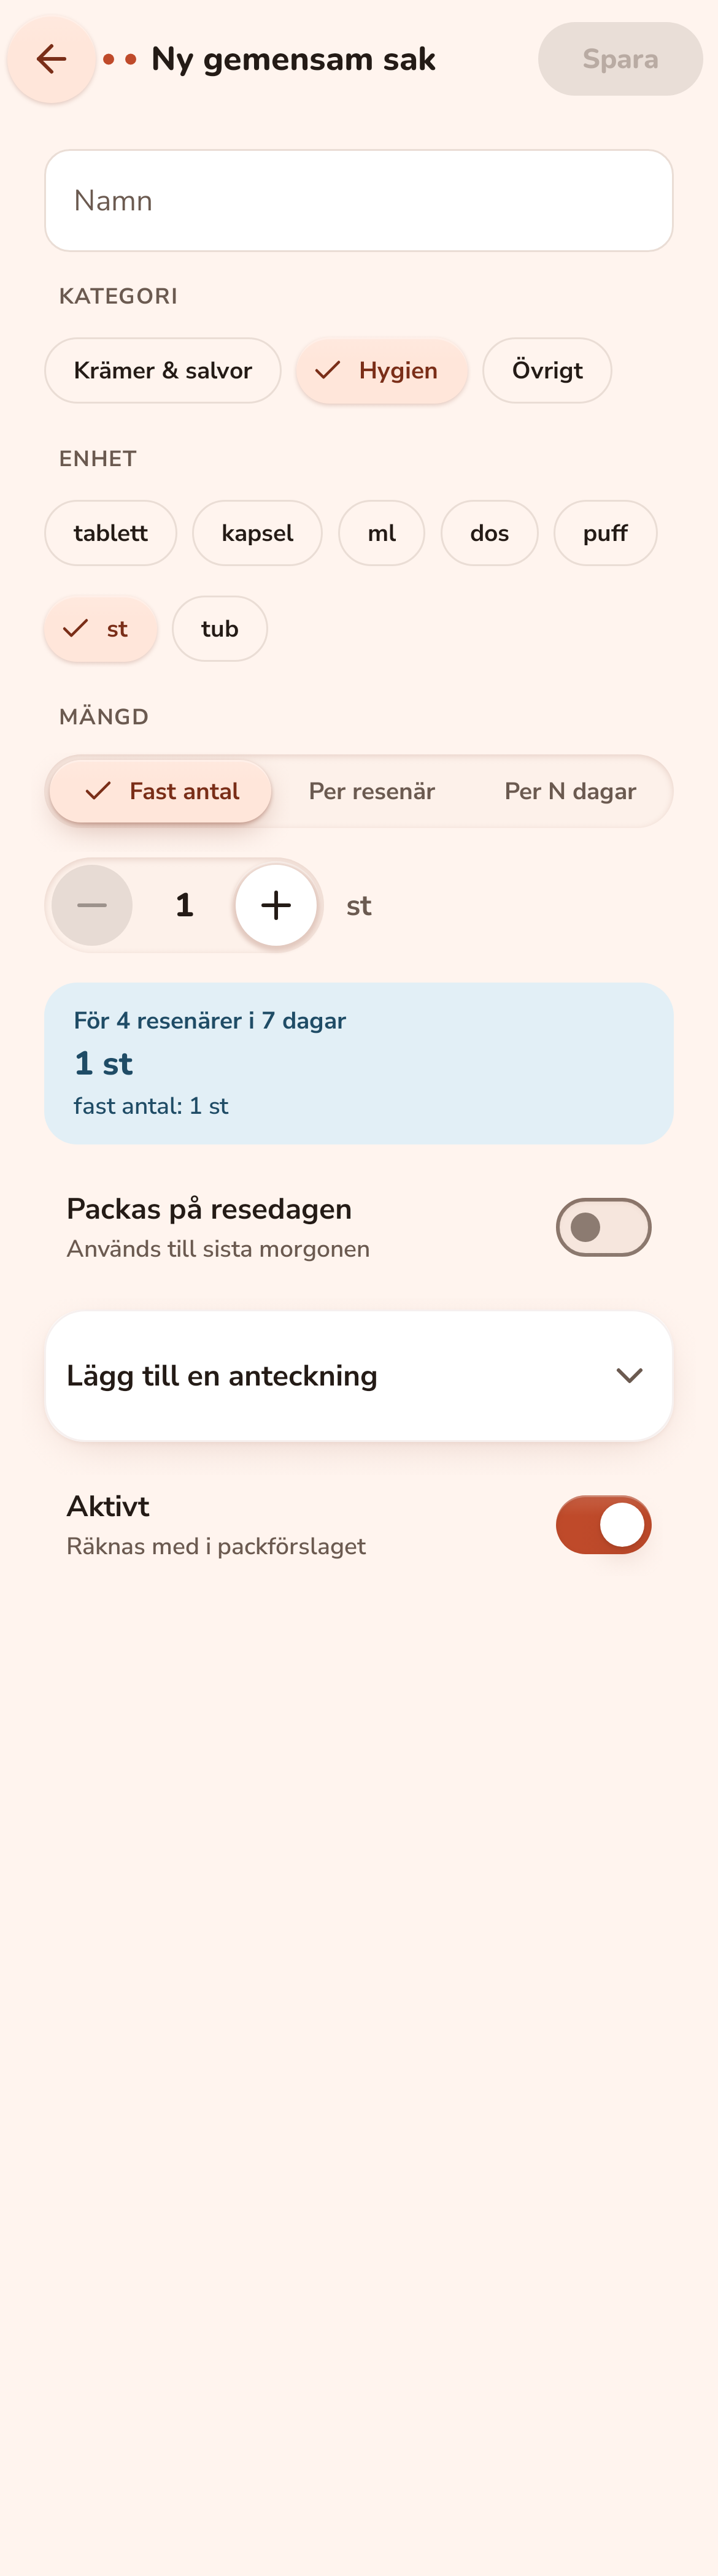 Ny gemensam sak
Spara
Namn
KATEGORI
Krämer & salvor
Hygien
Övrigt
ENHET
tablett
kapsel
ml
dos
puff
st
tub
MÄNGD
Fast antal
Per resenär
Per N dagar
1
st
För 4 resenärer i 7 dagar
1 st
fast antal: 1 st
Packas på resedagen
Används till sista morgonen
Lägg till en anteckning
Aktivt
Räknas med i packförslaget